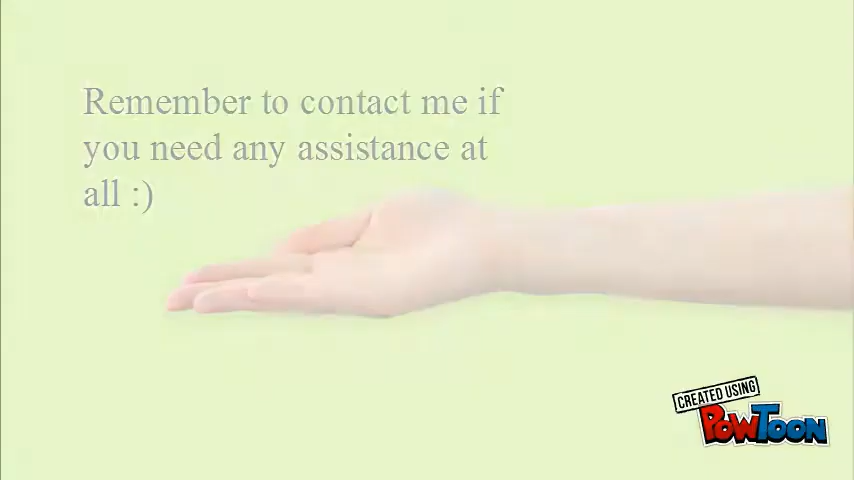 Remember to contact me if
you need any assistance at
all :)
CREATED USING
POWTOON